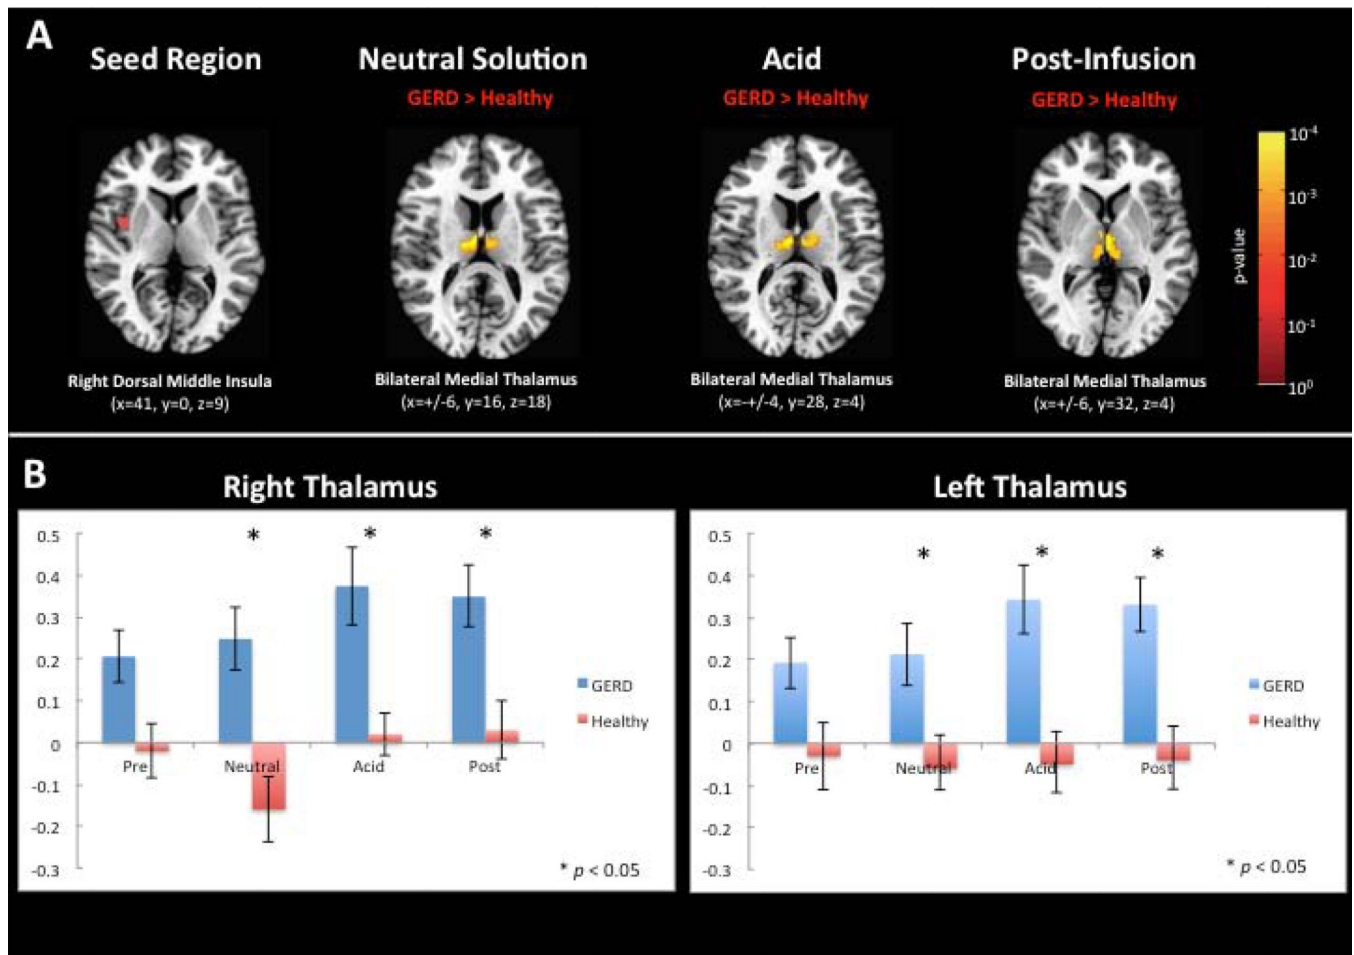 A
Seed Region
Neutral Solution
Acid
Post-Infusion
GERD > Healthy
GERD > Healthy
GERD > Healthy
10-4
10-3
10-2
10-1
100
p-value
Right Dorsal Middle Insula
(x=41, y=0, z=9)
Bilateral Medial Thalamus
(x=+/-6, y=16, z=18)
Bilateral Medial Thalamus
(x=-+/-4, y=28, z=4)
Bilateral Medial Thalamus
(x=+/-6, y=32, z=4)
B
Right Thalamus
0.5
0.4
0.3
0.2
0.1
0
-0.1
-0.2
-0.3
*
*
*
Pre
Neutral
Acid
Post
GERD
Healthy
* p < 0.05
Left Thalamus
0.5
0.4
0.3
0.2
0.1
0
-0.1
-0.2
-0.3
*
*
*
Pre
Neutral
Acid
Post
GERD
Healthy
* p < 0.05